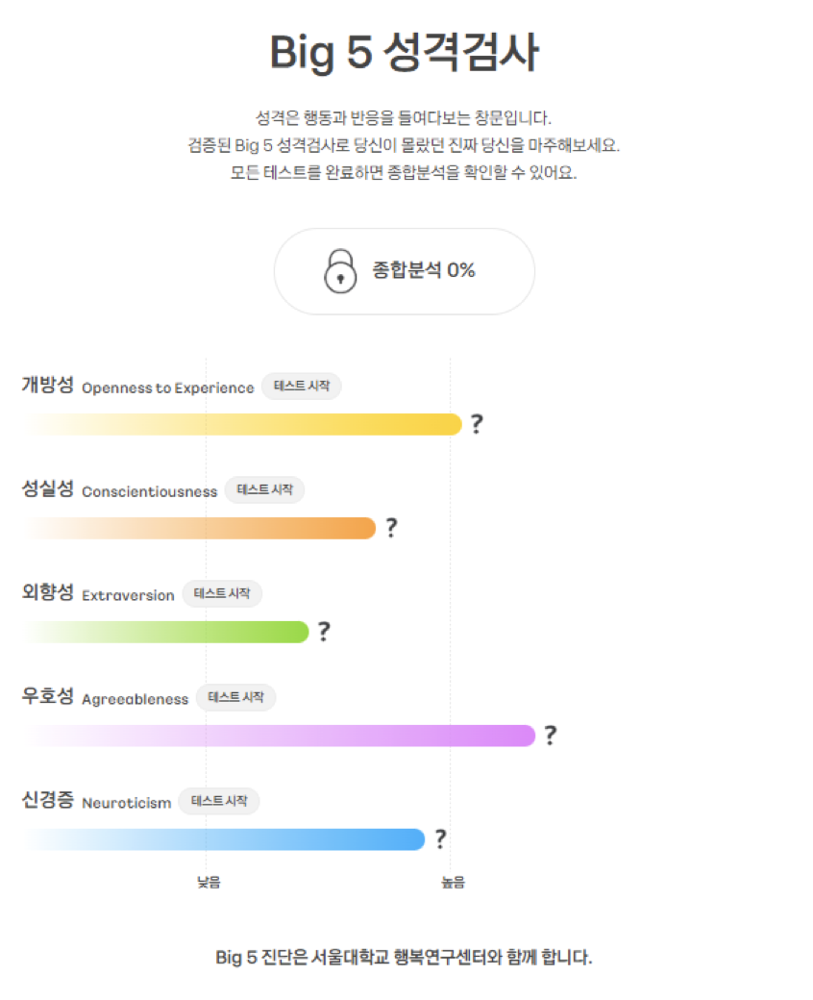 Big 5 성격검사
성격은 행동과 반응을 들여다보는 창문입니다.
검증된 Big 5 성격검사로 당신이 몰랐던 진짜 당신을 마주해보세요.
모든 테스트를 완료하면 종합분석을 확인할 수 있어요.
종합분석 0%
개방성 Openness to Experience 테스트 시작
?
성실성 Conscientiousness 테스트 시작
?
외향성 Extraversion 테스트 시작
?
우호성 Agreeableness 테스트 시작
?
신경증 Neuroticism 테스트 시작
?
낮음 높음
Big 5 진단은 서울대학교 행복연구센터와 함께 합니다.